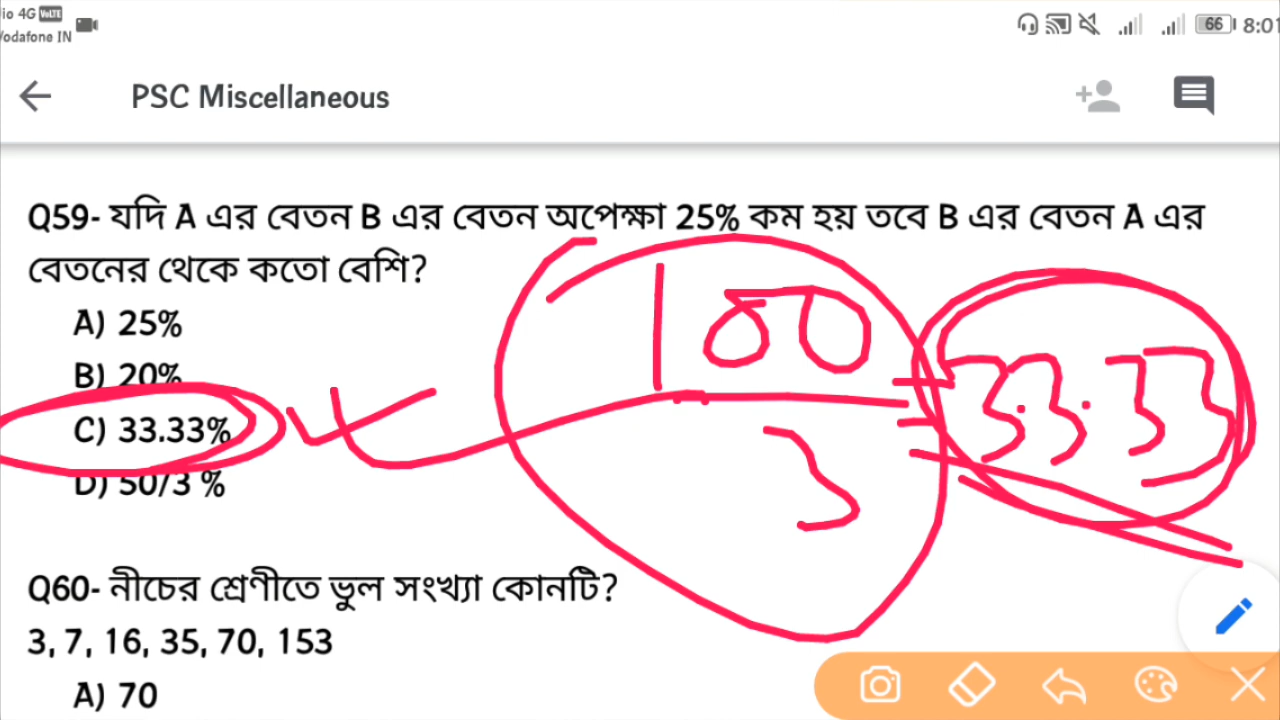 io 4G VoLTE
Vodafone IN
66 8:01
PSC Miscellaneous
Q59- যদি A এর বেতন B এর বেতন অপেক্ষা 25% কম হয় তবে B এর বেতন A এর
বেতনের থেকে কতো বেশি?
A) 25%
B) 20%
C) 33.33%
D) 50/3 %
100
3
= 33.33
Q60- নীচের শ্রেণীতে ভুল সংখ্যা কোনটি?
3, 7, 16, 35, 70, 153
A) 70